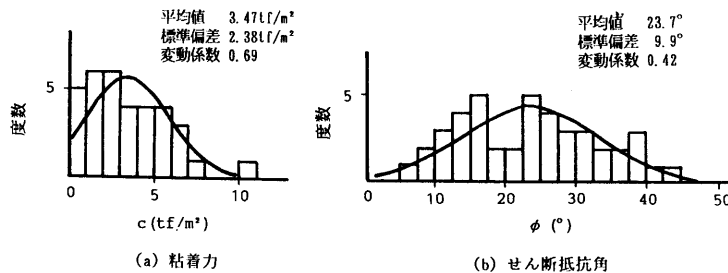 平均値 3.47tf/m²
標準偏差 2.38tf/m²
変動係数 0.69
5
度数
0 5 10
c (tf/m²)
(a) 粘着力
平均値 23.7°
標準偏差 9.9°
変動係数 0.42
5
度数
0 10 20 30 40 50
φ (°)
(b) せん断抵抗角